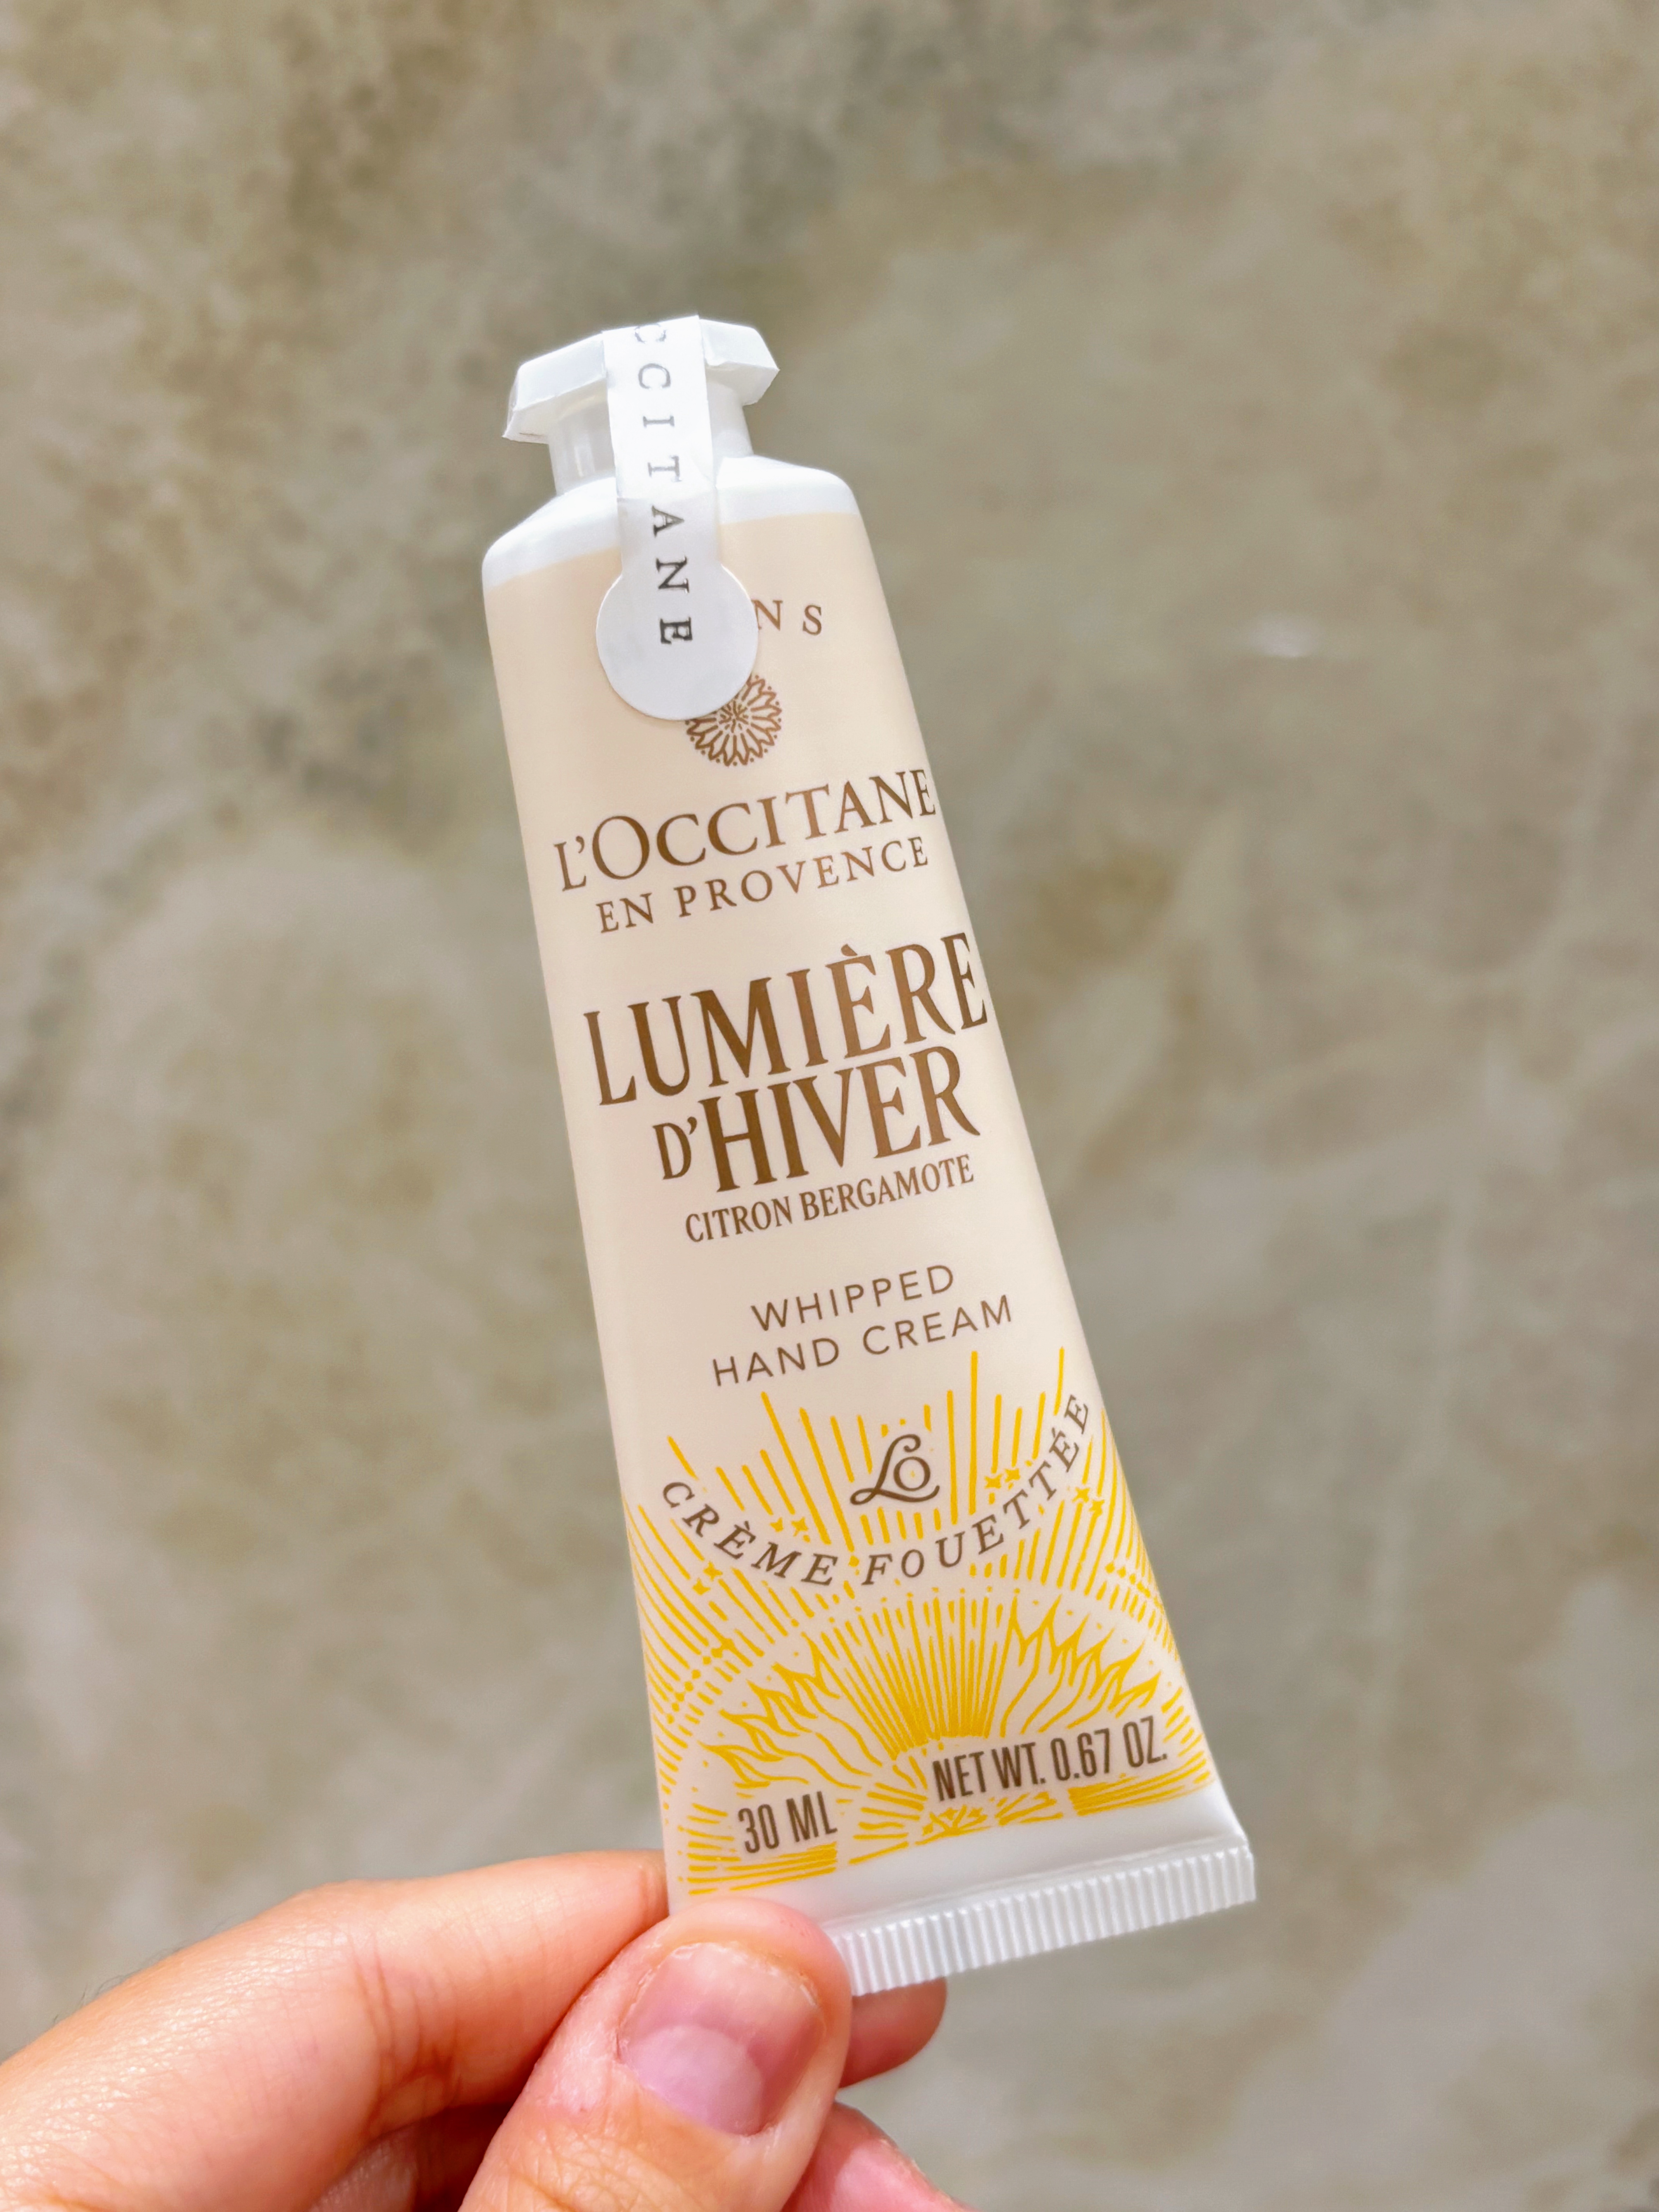 CCITANE
NS
L'OCCITANE
EN PROVENCE
LUMIÈRE
D'HIVER
CITRON BERGAMOTE
WHIPPED
HAND CREAM
LO
CRÈME FOUETTÉE
30 ML NET WT. 0.67 OZ.